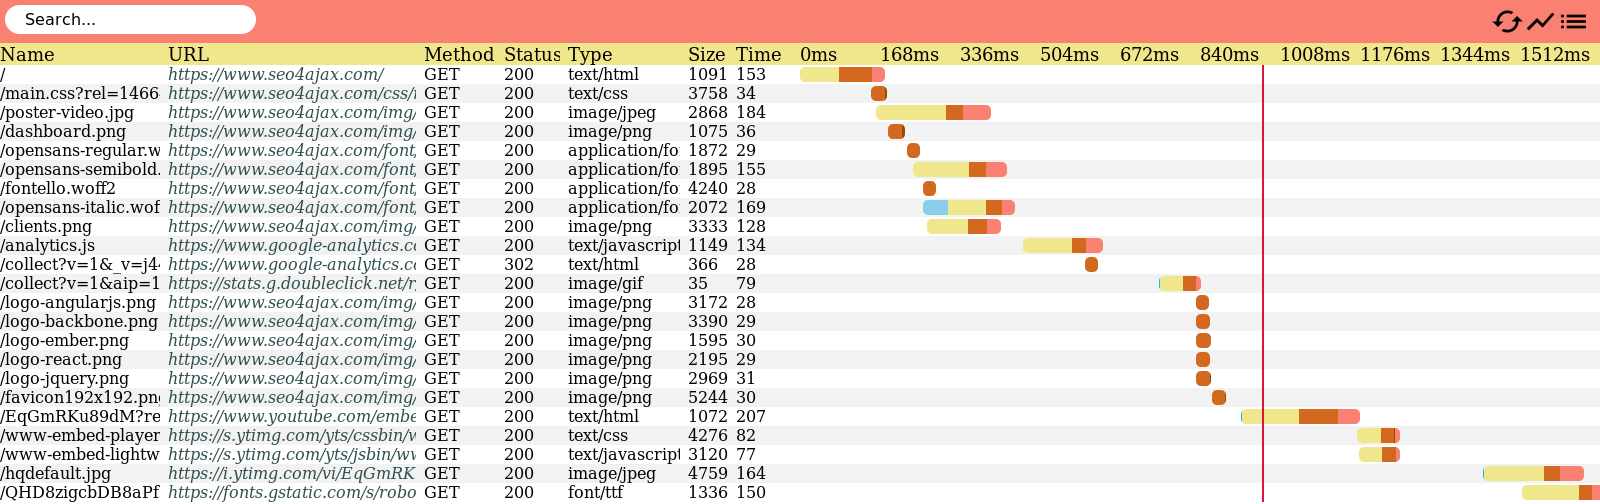 Search...
Name URL Method Status Type Size Time 0ms 168ms 336ms 504ms 672ms 840ms 1008ms 1176ms 1344ms 1512ms
/ https://www.seo4ajax.com/ GET 200 text/html 1091 153
/main.css?rel=1466 https://www.seo4ajax.com/css/ GET 200 text/css 3758 34
/poster-video.jpg https://www.seo4ajax.com/img/ GET 200 image/jpeg 2868 184
/dashboard.png https://www.seo4ajax.com/img/ GET 200 image/png 1075 36
/opensans-regular.w https://www.seo4ajax.com/font/ GET 200 application/fo 1872 29
/opensans-semibold. https://www.seo4ajax.com/font/ GET 200 application/fo 1895 155
/fontello.woff2 https://www.seo4ajax.com/font/ GET 200 application/fo 4240 28
/opensans-italic.wof https://www.seo4ajax.com/font/ GET 200 application/fo 2072 169
/clients.png https://www.seo4ajax.com/img/ GET 200 image/png 3333 128
/analytics.js https://www.google-analytics.co GET 200 text/javascript 1149 134
/collect?v=1&_v=j4 https://www.google-analytics.co GET 302 text/html 366 28
/collect?v=1&aip=1 https://stats.g.doubleclick.net/r GET 200 image/gif 35 79
/logo-angularjs.png https://www.seo4ajax.com/img/ GET 200 image/png 3172 28
/logo-backbone.png https://www.seo4ajax.com/img/ GET 200 image/png 3390 29
/logo-ember.png https://www.seo4ajax.com/img/ GET 200 image/png 1595 30
/logo-react.png https://www.seo4ajax.com/img/ GET 200 image/png 2195 29
/logo-jquery.png https://www.seo4ajax.com/img/ GET 200 image/png 2969 31
/favicon192x192.pn https://www.seo4ajax.com/img/ GET 200 image/png 5244 30
/EqGmRKu89dM?re https://www.youtube.com/embe GET 200 text/html 1072 207
/www-embed-player https://s.ytimg.com/yts/cssbin/w GET 200 text/css 4276 82
/www-embed-lightw https://s.ytimg.com/yts/jsbin/ww GET 200 text/javascript 3120 77
/hqdefault.jpg https://i.ytimg.com/vi/EqGmRK GET 200 image/jpeg 4759 164
/QHD8zigcbDB8aPf https://fonts.gstatic.com/s/robo GET 200 font/ttf 1336 150